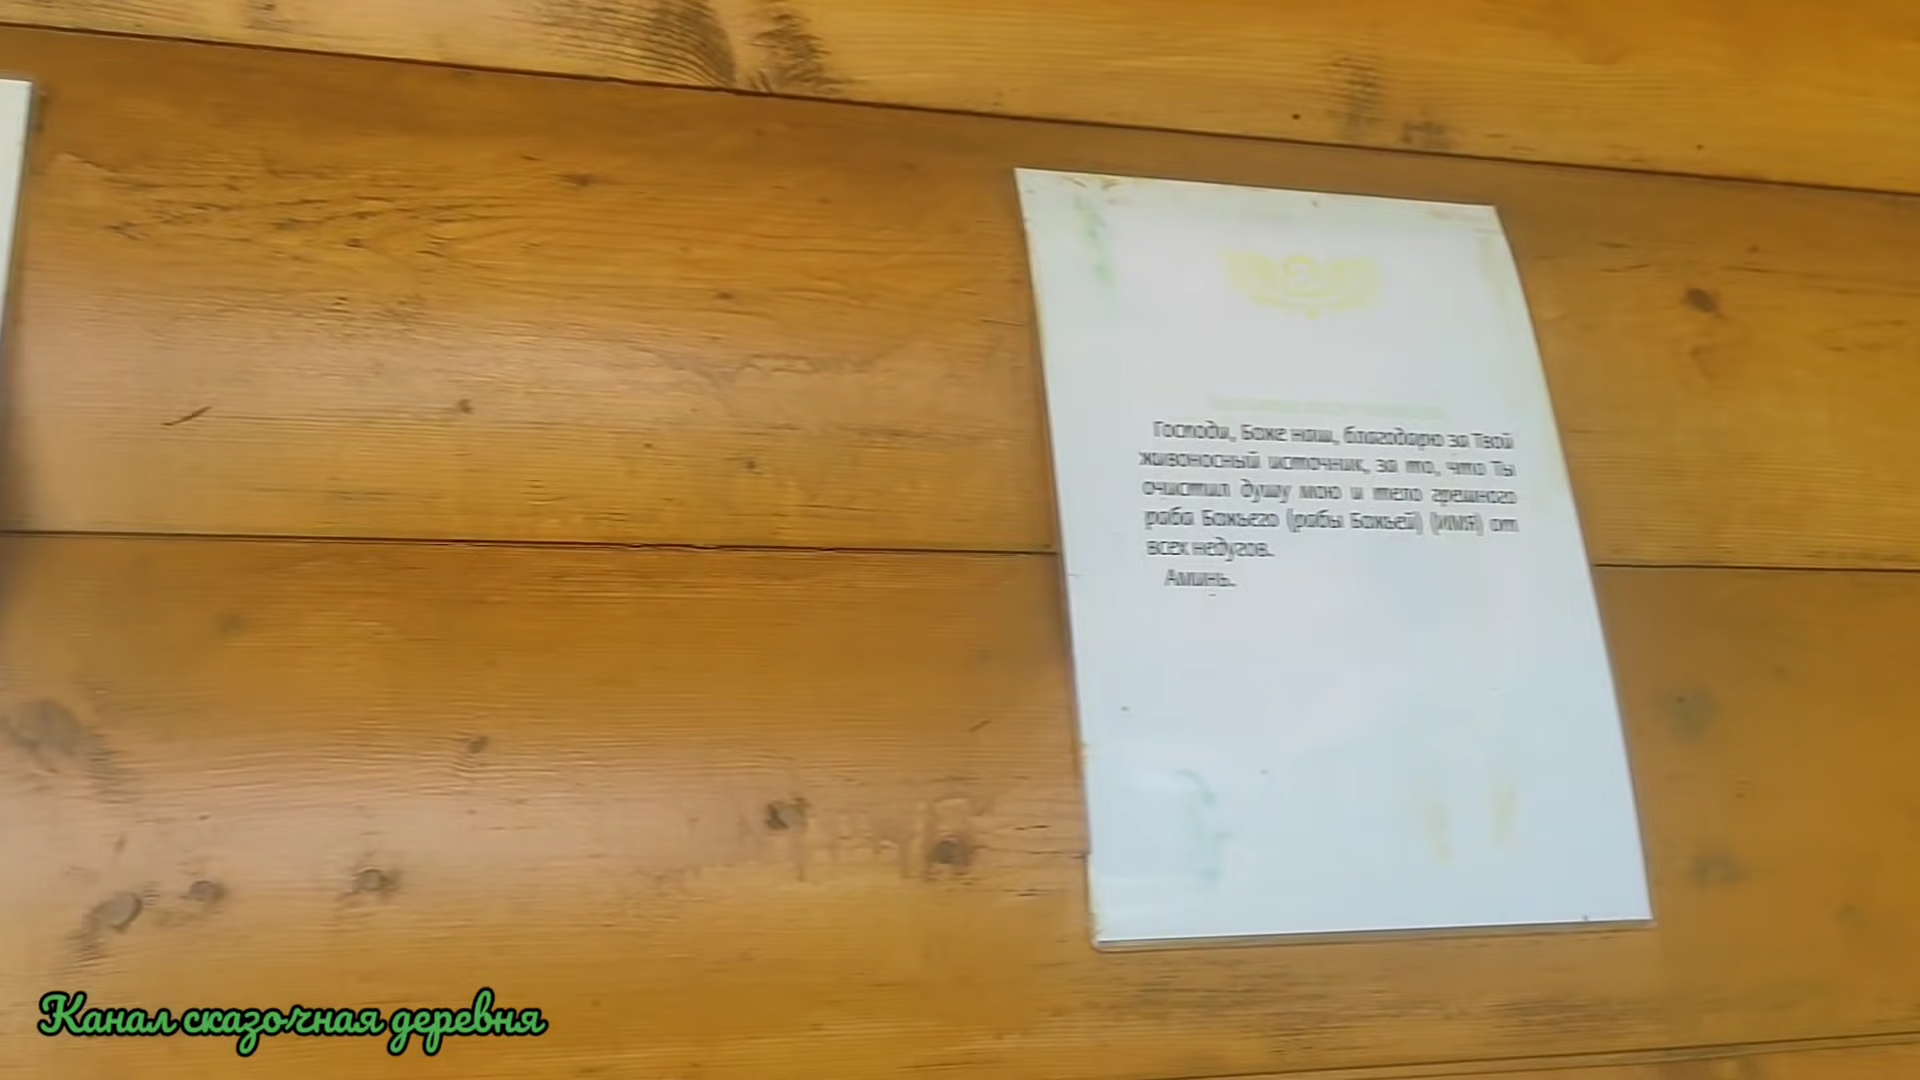 Господи, Боже наш, благодарю за Твой
живоносный источник, за то, что Ты
очистил душу мою и тело грешного
раба Божьего (рабы Божьей) (ИМЯ) от
всех недугов.
Аминь.
Канал сказочная деревня